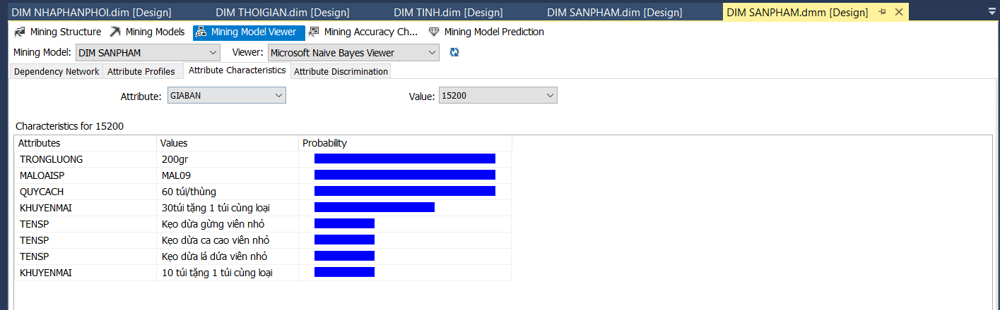 DIM NHAPHANPHOI.dim [Design] DIM THOIGIAN.dim [Design] DIM TINH.dim [Design] DIM SANPHAM.dim [Design] DIM SANPHAM.dmm [Design]
Mining Structure Mining Models Mining Model Viewer Mining Accuracy Ch... Mining Model Prediction
Mining Model: DIM SANPHAM Viewer: Microsoft Naive Bayes Viewer
Dependency Network Attribute Profiles Attribute Characteristics Attribute Discrimination
Attribute: GIABAN Value: 15200
Characteristics for 15200
Attributes Values Probability
TRONGLUONG 200gr
MALOAISP MAL09
QUYCACH 60 túi/thùng
KHUYENMAI 30túi tặng 1 túi cùng loại
TENSP Kẹo dừa gừng viên nhỏ
TENSP Kẹo dừa ca cao viên nhỏ
TENSP Kẹo dừa lá dứa viên nhỏ
KHUYENMAI 10 túi tặng 1 túi cùng loại